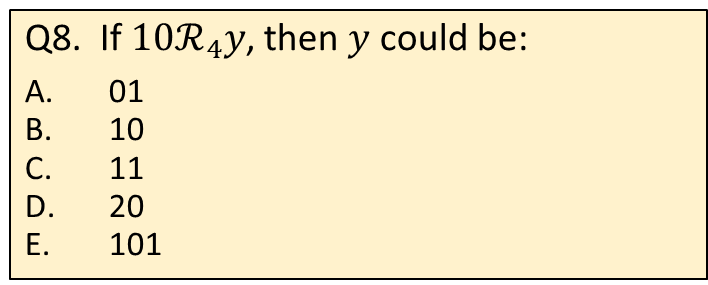 Q8. If 10ℛ₄y, then y could be:
A. 01
B. 10
C. 11
D. 20
E. 101